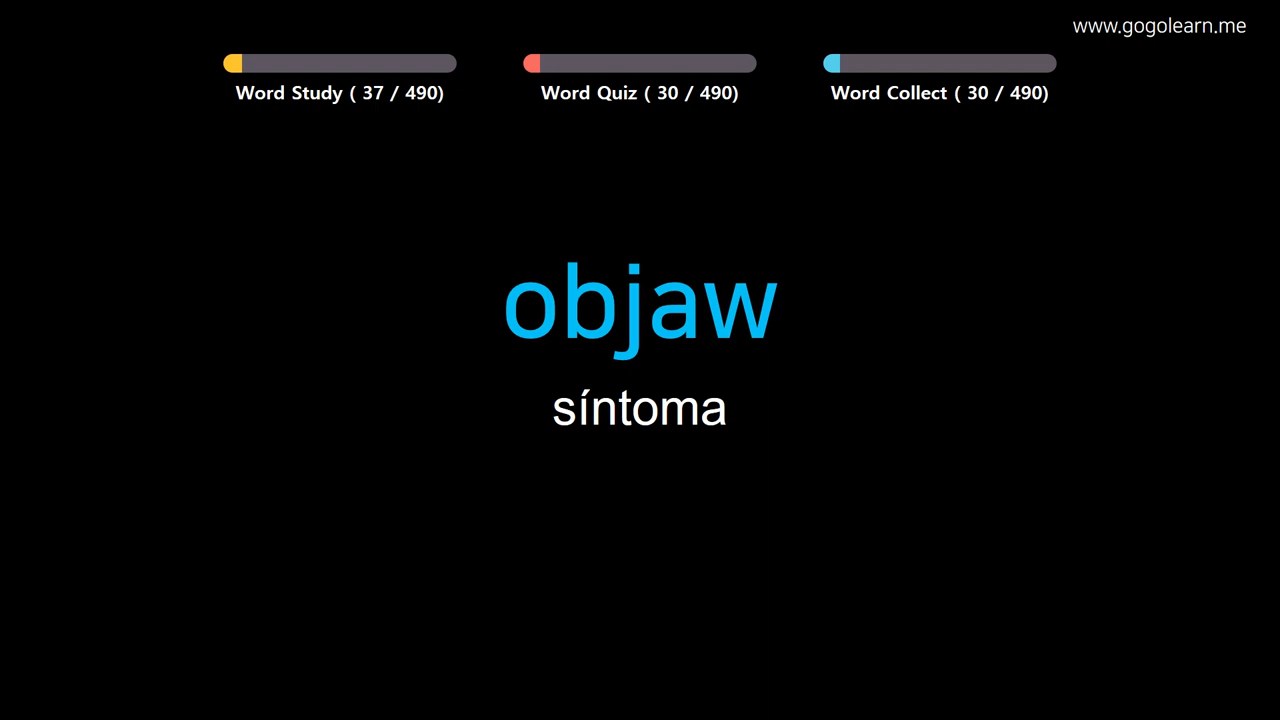 www.gogolearn.me
Word Study ( 37 / 490)
Word Quiz ( 30 / 490)
Word Collect ( 30 / 490)
objaw
síntoma